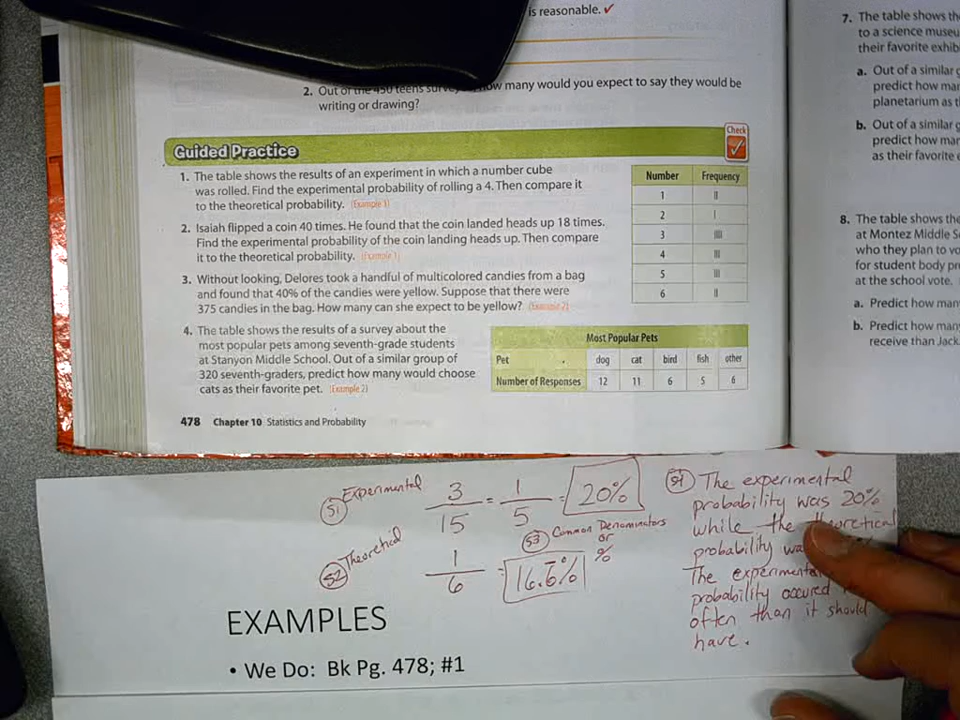 is reasonable. ✓
2. Out of the 450 teens how many would you expect to say they would be
writing or drawing?
Guided Practice
Check
1. The table shows the results of an experiment in which a number cube
was rolled. Find the experimental probability of rolling a 4. Then compare it
to the theoretical probability. (Example 1)
2. Isaiah flipped a coin 40 times. He found that the coin landed heads up 18 times.
Find the experimental probability of the coin landing heads up. Then compare
it to the theoretical probability. (Example 1)
3. Without looking, Delores took a handful of multicolored candies from a bag
and found that 40% of the candies were yellow. Suppose that there were
375 candies in the bag. How many can she expect to be yellow? (Example 2)
4. The table shows the results of a survey about the
most popular pets among seventh-grade students
at Stanyon Middle School. Out of a similar group of
320 seventh-graders, predict how many would choose
cats as their favorite pet. (Example 2)
Number Frequency
1 II
2 I
3
4 III
5 III
6 II
Most Popular Pets
Pet dog cat bird fish other
Number of Responses 12 11 6 5 6
478 Chapter 10 Statistics and Probability
7. The table shows
to a science
their favorite
a. Out of a similar
predict how
planetarium as
b. Out of a similar
predict how
as their favorite
8. The table shows the
at Montez Middle
who they plan to
for student body
at the school vote.
a. Predict how
b. Predict how
receive than Jack.
S1 Experimental 3/15 = 1/5 = 20%
S2 Theoretical 1/6 = 16.6̅%
S3 Common Denominators
or
%
S4 The experimental
probability was 20%
while the theoretical
probability
The experimental
probability occured
often than it should
have.
EXAMPLES
• We Do: Bk Pg. 478; #1